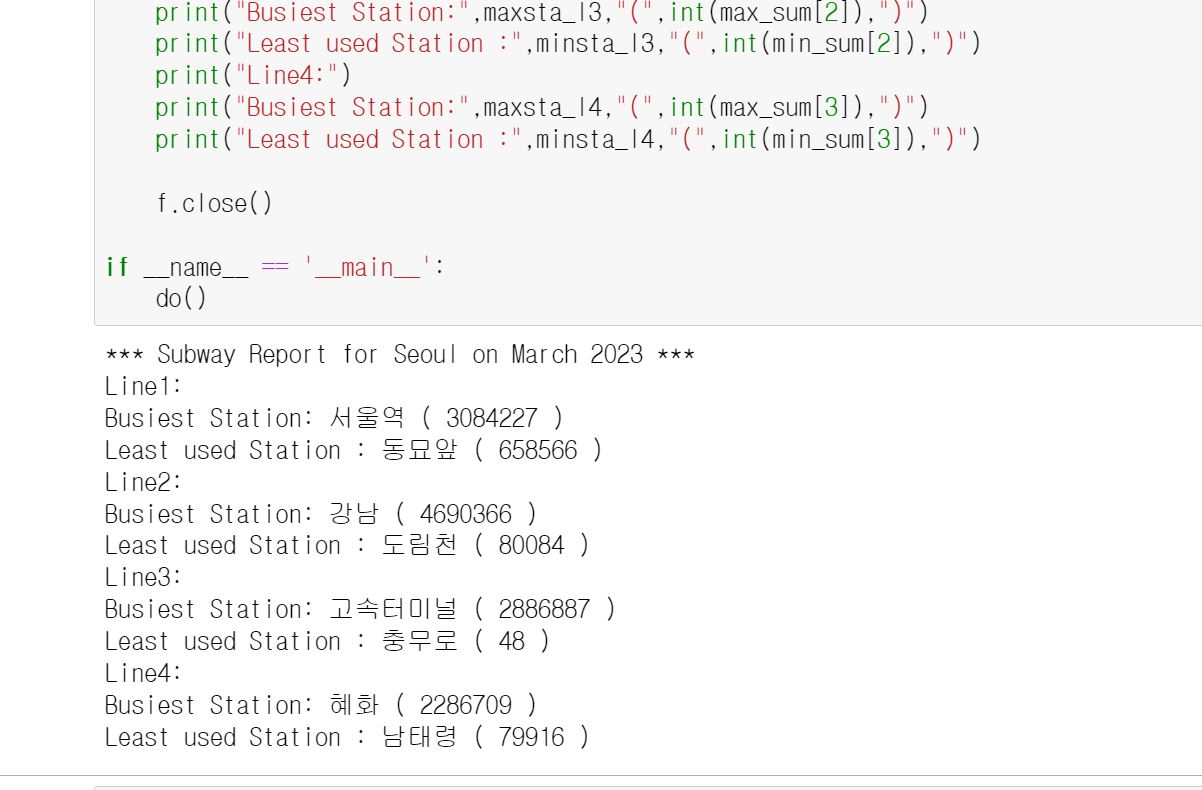 print("Busiest Station:",maxsta_l3,"(",int(max_sum[2]),")")
print("Least used Station :",minsta_l3,"(",int(min_sum[2]),")")
print("Line4:")
print("Busiest Station:",maxsta_l4,"(",int(max_sum[3]),")")
print("Least used Station :",minsta_l4,"(",int(min_sum[3]),")")
f.close()
if __name__ == '__main__':
do()
*** Subway Report for Seoul on March 2023 ***
Line1:
Busiest Station: 서울역 ( 3084227 )
Least used Station : 동묘앞 ( 658566 )
Line2:
Busiest Station: 강남 ( 4690366 )
Least used Station : 도림천 ( 80084 )
Line3:
Busiest Station: 고속터미널 ( 2886887 )
Least used Station : 충무로 ( 48 )
Line4:
Busiest Station: 혜화 ( 2286709 )
Least used Station : 남태령 ( 79916 )